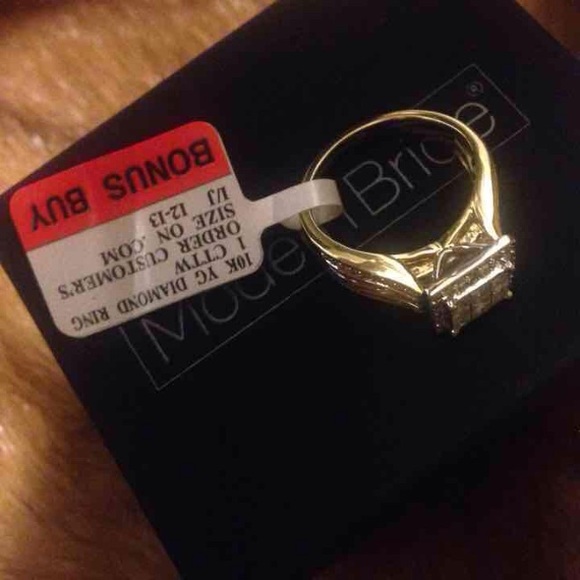 BONUS BUY
10K YG DIAMOND RING
1 CTTW
ORDER ON CUSTOMER'S
SIZE .COM
I/J 12-13
Modern Bride®